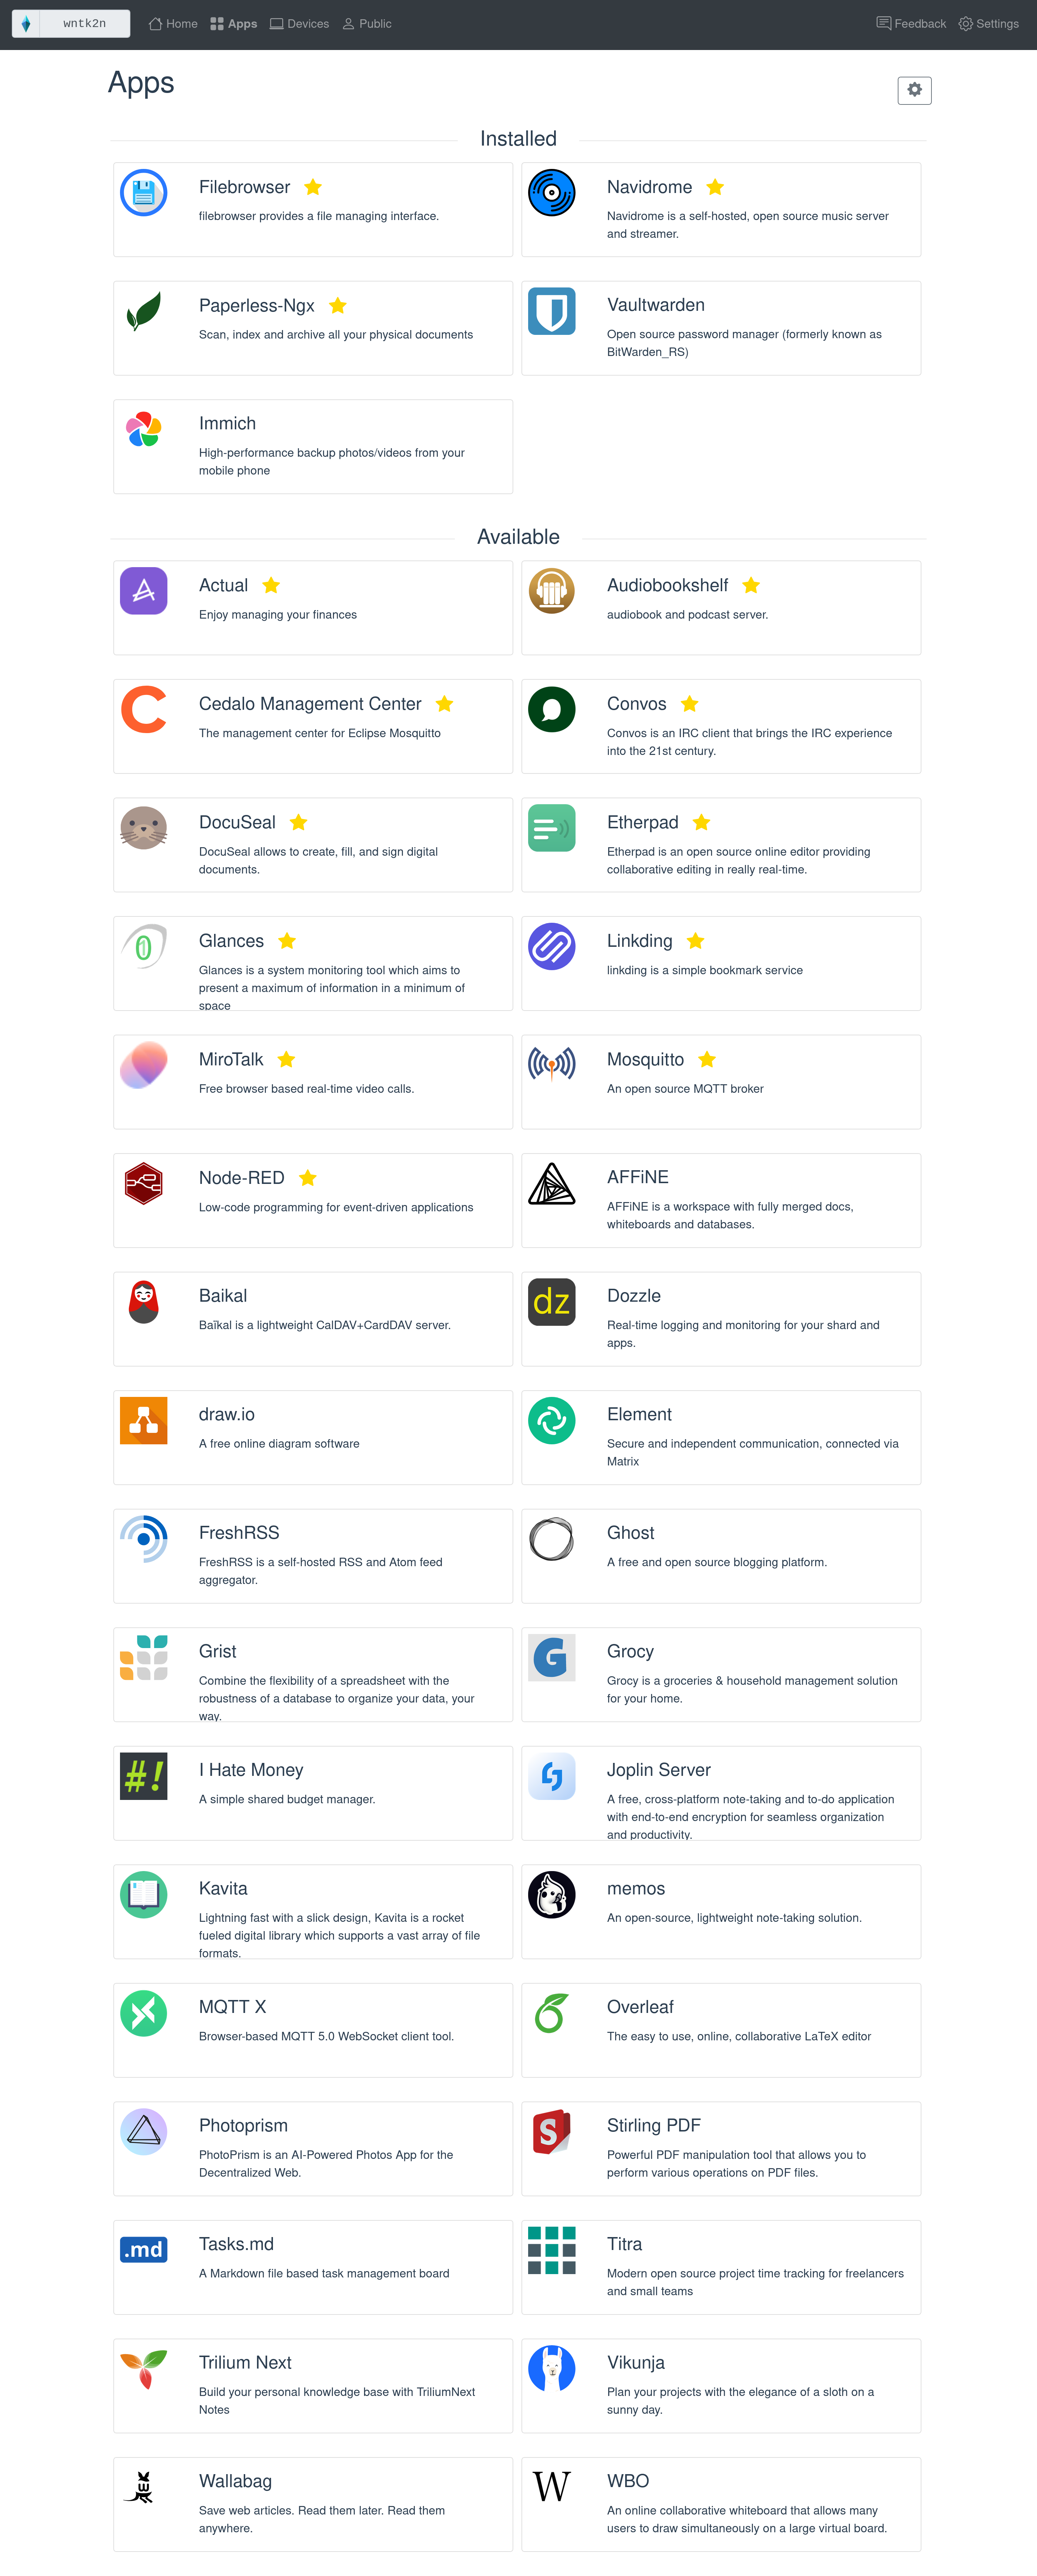 wntk2n
Home
Apps
Devices
Public
Feedback
Settings
Apps
Installed
Filebrowser
filebrowser provides a file managing interface.
Navidrome
Navidrome is a self-hosted, open source music server
and streamer.
Paperless-Ngx
Scan, index and archive all your physical documents
Vaultwarden
Open source password manager (formerly known as
BitWarden_RS)
Immich
High-performance backup photos/videos from your
mobile phone
Available
Actual
Enjoy managing your finances
Audiobookshelf
audiobook and podcast server.
Cedalo Management Center
The management center for Eclipse Mosquitto
Convos
Convos is an IRC client that brings the IRC experience
into the 21st century.
DocuSeal
DocuSeal allows to create, fill, and sign digital
documents.
Etherpad
Etherpad is an open source online editor providing
collaborative editing in really real-time.
Glances
Glances is a system monitoring tool which aims to
present a maximum of information in a minimum of
space
Linkding
linkding is a simple bookmark service
MiroTalk
Free browser based real-time video calls.
Mosquitto
An open source MQTT broker
Node-RED
Low-code programming for event-driven applications
AFFiNE
AFFiNE is a workspace with fully merged docs,
whiteboards and databases.
Baikal
Baïkal is a lightweight CalDAV+CardDAV server.
dz
Dozzle
Real-time logging and monitoring for your shard and
apps.
draw.io
A free online diagram software
Element
Secure and independent communication, connected via
Matrix
FreshRSS
FreshRSS is a self-hosted RSS and Atom feed
aggregator.
Ghost
A free and open source blogging platform.
Grist
Combine the flexibility of a spreadsheet with the
robustness of a database to organize your data, your
way.
G
Grocy
Grocy is a groceries & household management solution
for your home.
#!
I Hate Money
A simple shared budget manager.
Joplin Server
A free, cross-platform note-taking and to-do application
with end-to-end encryption for seamless organization
and productivity.
Kavita
Lightning fast with a slick design, Kavita is a rocket
fueled digital library which supports a vast array of file
formats.
memos
An open-source, lightweight note-taking solution.
MQTT X
Browser-based MQTT 5.0 WebSocket client tool.
Overleaf
The easy to use, online, collaborative LaTeX editor
Photoprism
PhotoPrism is an AI-Powered Photos App for the
Decentralized Web.
S
Stirling PDF
Powerful PDF manipulation tool that allows you to
perform various operations on PDF files.
.md
Tasks.md
A Markdown file based task management board
Titra
Modern open source project time tracking for freelancers
and small teams
Trilium Next
Build your personal knowledge base with TriliumNext
Notes
Vikunja
Plan your projects with the elegance of a sloth on a
sunny day.
Wallabag
Save web articles. Read them later. Read them
anywhere.
W
WBO
An online collaborative whiteboard that allows many
users to draw simultaneously on a large virtual board.